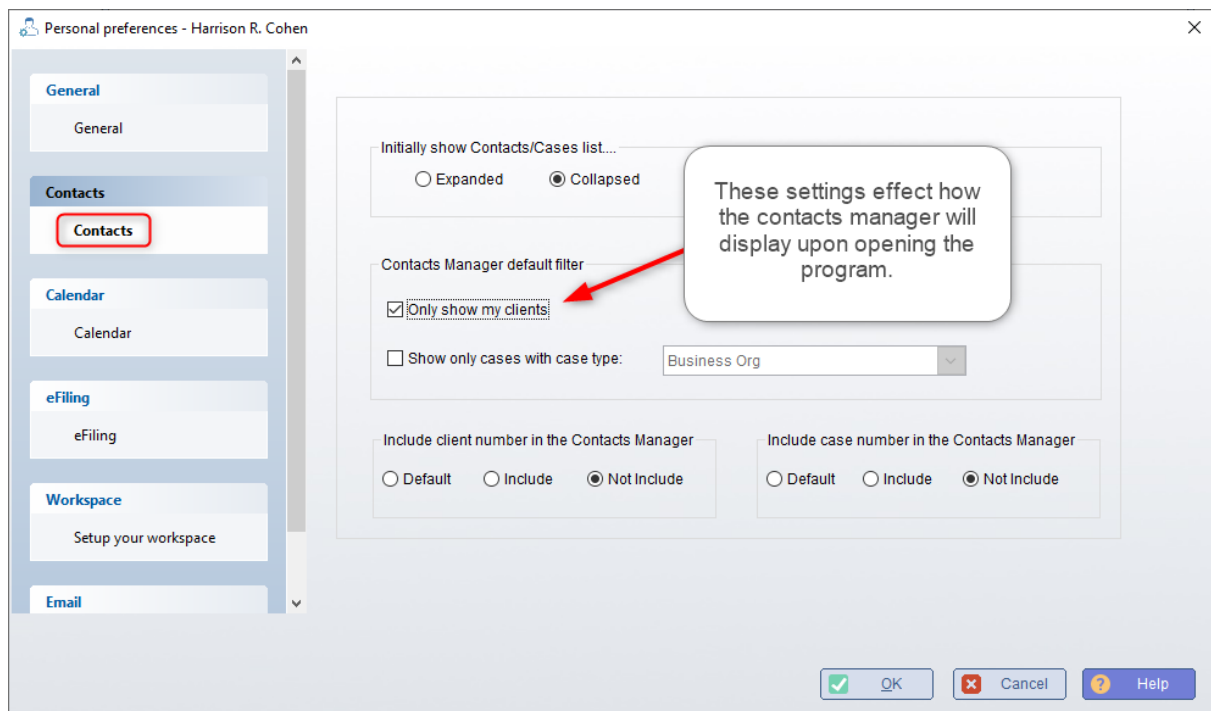 Personal preferences - Harrison R. Cohen
General
General
Contacts
Contacts
Calendar
Calendar
eFiling
eFiling
Workspace
Setup your workspace
Email
Initially show Contacts/Cases list....
Expanded Collapsed
These settings effect how
the contacts manager will
display upon opening the
program.
Contacts Manager default filter
Only show my clients
Show only cases with case type: Business Org
Include client number in the Contacts Manager
Default Include Not Include
Include case number in the Contacts Manager
Default Include Not Include
OK Cancel ? Help